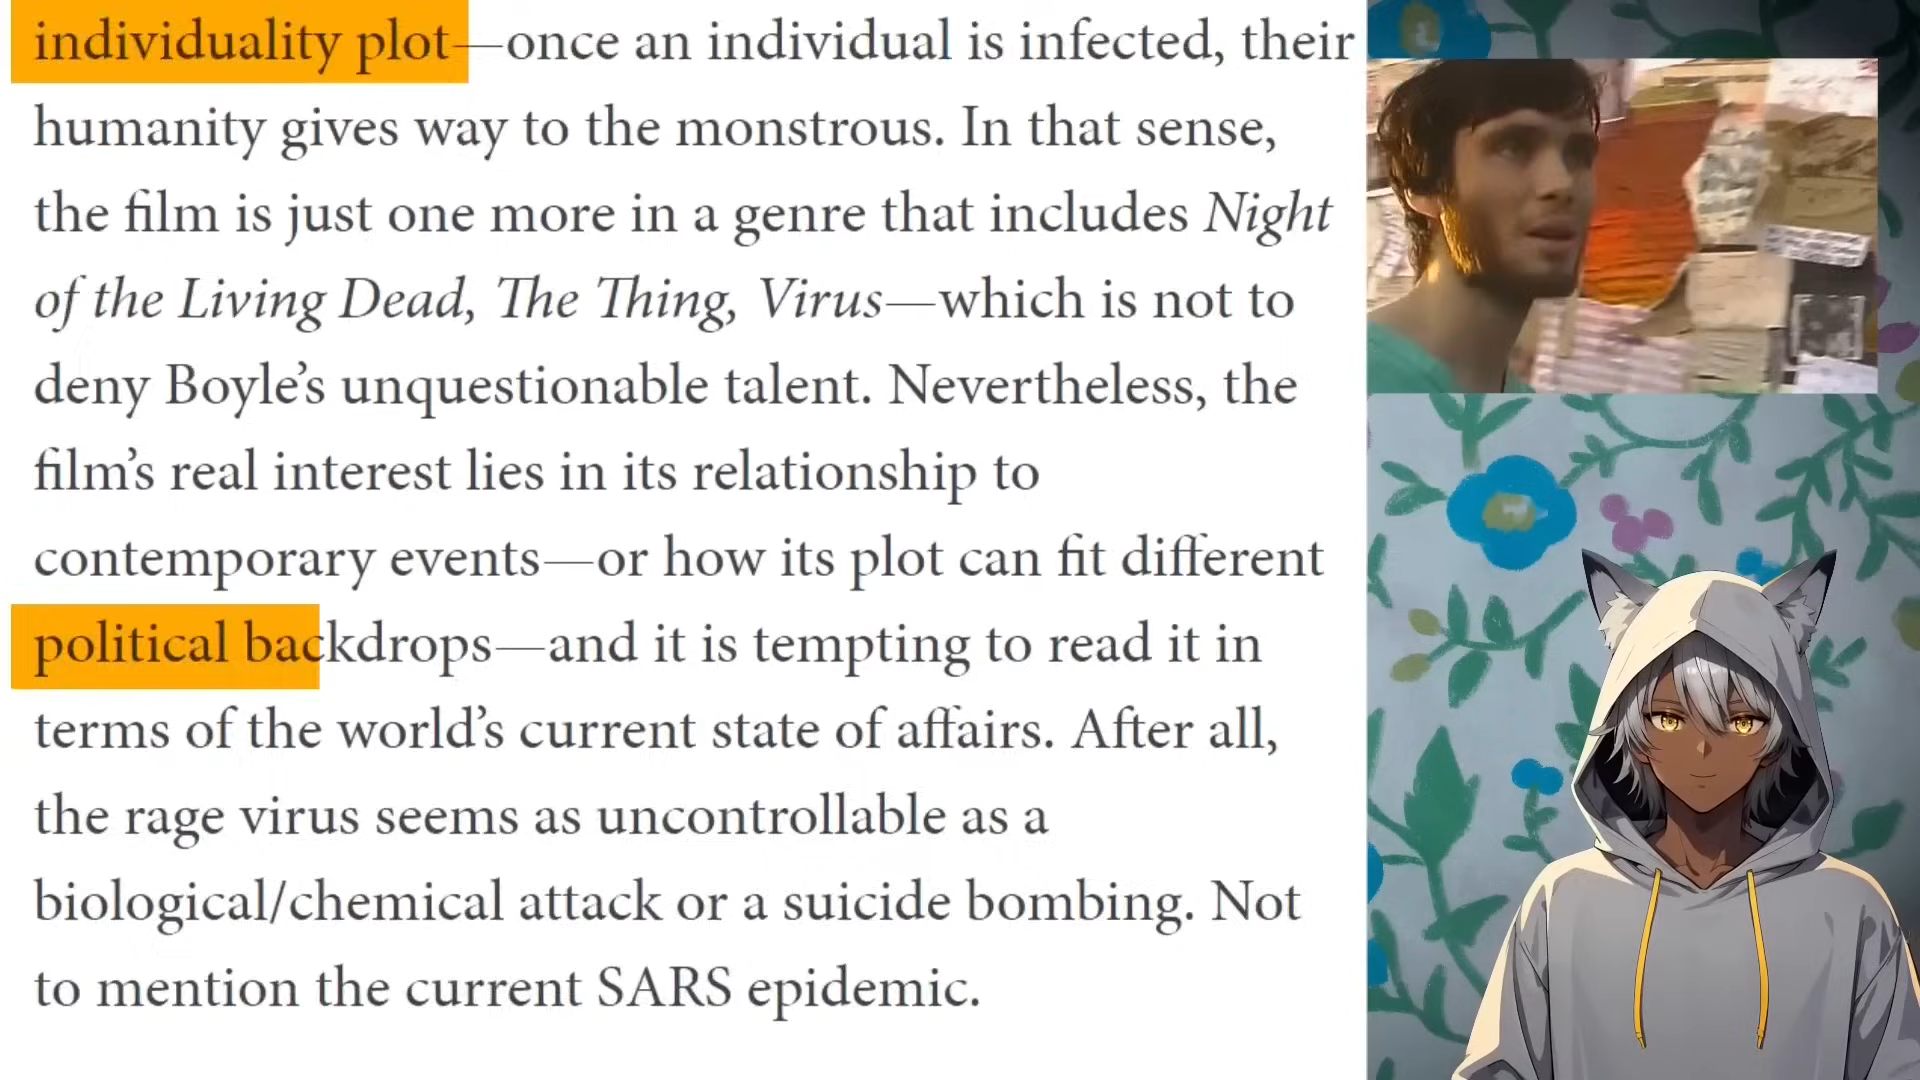 individuality plot—once an individual is infected, their
humanity gives way to the monstrous. In that sense,
the film is just one more in a genre that includes Night
of the Living Dead, The Thing, Virus—which is not to
deny Boyle’s unquestionable talent. Nevertheless, the
film’s real interest lies in its relationship to
contemporary events—or how its plot can fit different
political backdrops—and it is tempting to read it in
terms of the world’s current state of affairs. After all,
the rage virus seems as uncontrollable as a
biological/chemical attack or a suicide bombing. Not
to mention the current SARS epidemic.